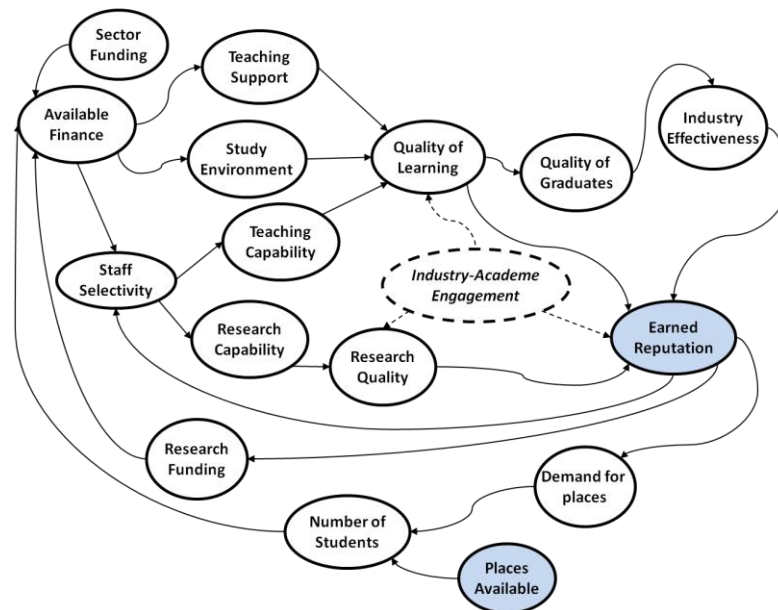 Sector
Funding
Teaching
Support
Available
Finance
Industry
Effectiveness
Study
Environment
Quality of
Learning
Quality of
Graduates
Teaching
Capability
Staff
Selectivity
Industry-Academe
Engagement
Research
Capability
Research
Quality
Earned
Reputation
Research
Funding
Demand for
places
Number of
Students
Places
Available